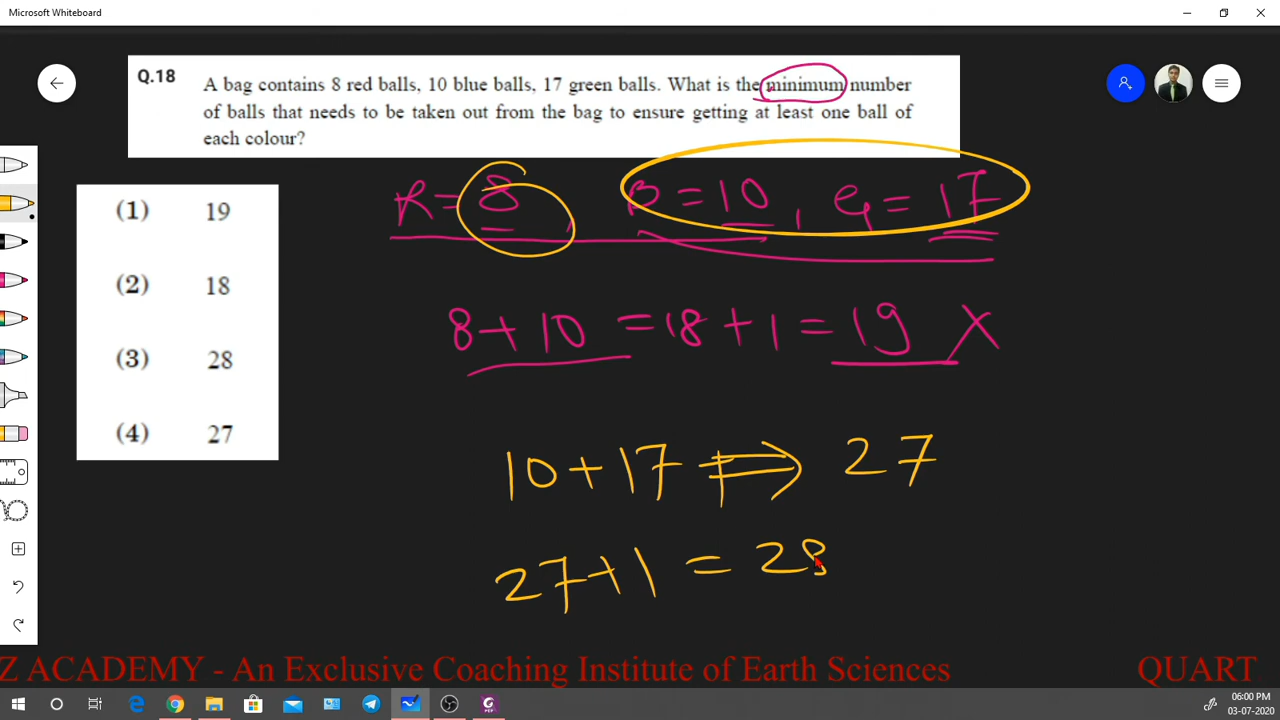 Microsoft Whiteboard
Q.18
A bag contains 8 red balls, 10 blue balls, 17 green balls. What is the minimum number
of balls that needs to be taken out from the bag to ensure getting at least one ball of
each colour?
(1) 19
(2) 18
(3) 28
(4) 27
R = 8, B = 10, G = 17
8 + 10 = 18 + 1 = 19 X
10 + 17 ⇒ 27
27 + 1 = 28
Z ACADEMY - An Exclusive Coaching Institute of Earth Sciences QUART
06:00 PM
03-07-2020